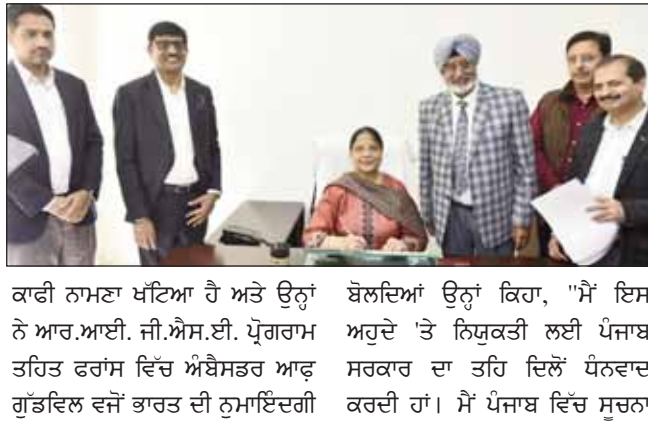 ਕਾਫੀ ਨਾਮਣਾ ਖੱਟਿਆ ਹੈ ਅਤੇ ਉਨ੍ਹਾਂ
ਨੇ ਆਰ.ਆਈ. ਜੀ.ਐਸ.ਈ. ਪ੍ਰੋਗਰਾਮ
ਤਹਿਤ ਫਰਾਂਸ ਵਿੱਚ ਅੰਬੈਸਡਰ ਆਫ਼
ਗੁੱਡਵਿਲ ਵਜੋਂ ਭਾਰਤ ਦੀ ਨੁਮਾਇੰਦਗੀ
ਬੋਲਦਿਆਂ ਉਨ੍ਹਾਂ ਕਿਹਾ, "ਮੈਂ ਇਸ
ਅਹੁਦੇ 'ਤੇ ਨਿਯੁਕਤੀ ਲਈ ਪੰਜਾਬ
ਸਰਕਾਰ ਦਾ ਤਹਿ ਦਿਲੋਂ ਧੰਨਵਾਦ
ਕਰਦੀ ਹਾਂ। ਮੈਂ ਪੰਜਾਬ ਵਿੱਚ ਸੂਚਨਾ